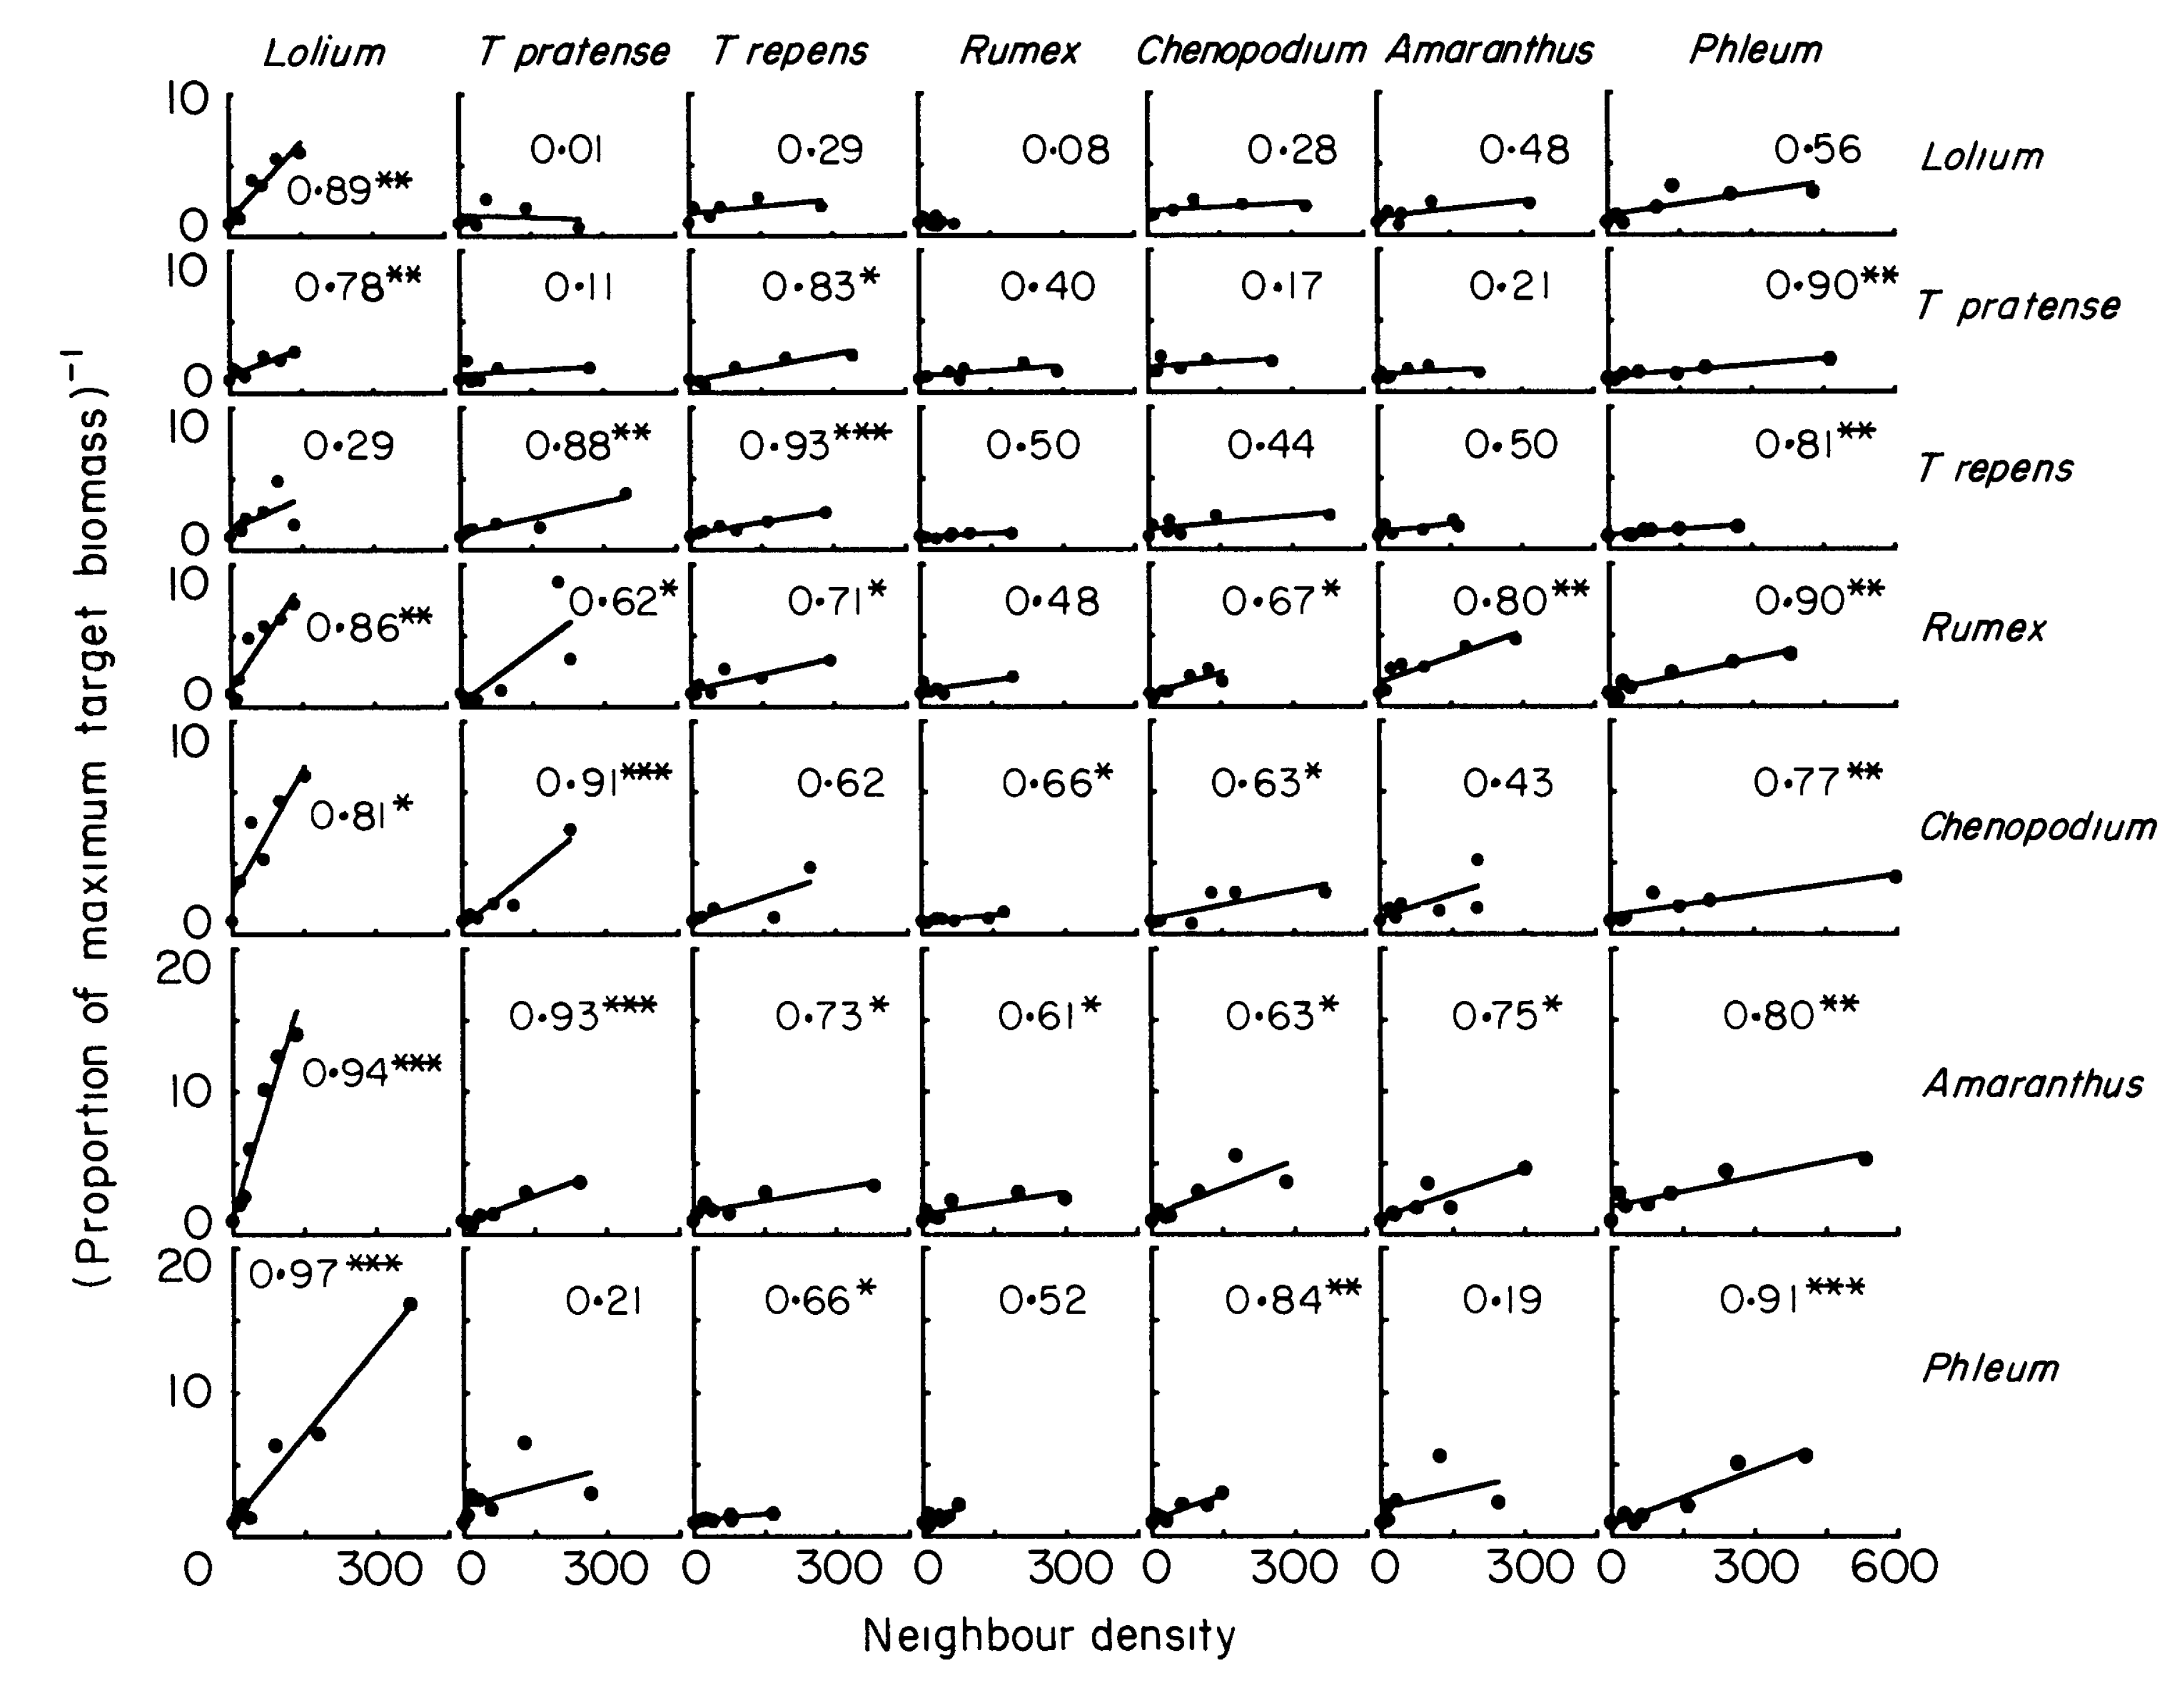 Lolium T pratense T repens Rumex Chenopodium Amaranthus Phleum
10 0.01 0.29 0.08 0.28 0.48 0.56 Lolium
0.89**
0
10 0.78** 0.11 0.83* 0.40 0.17 0.21 0.90** T pratense
0
10 0.29 0.88** 0.93*** 0.50 0.44 0.50 0.81** T repens
0
10 0.86** 0.62* 0.71* 0.48 0.67* 0.80** 0.90** Rumex
0
10 0.81* 0.91*** 0.62 0.66* 0.63* 0.43 0.77** Chenopodium
0
20 0.93*** 0.73* 0.61* 0.63* 0.75* 0.80**
0.94*** Amaranthus
10
0
20 0.97*** 0.21 0.66* 0.52 0.84** 0.19 0.91***
Phleum
10
0 300 0 300 0 300 0 300 0 300 0 300 0 300 600
Neighbour density
(Proportion of maximum target biomass)−1